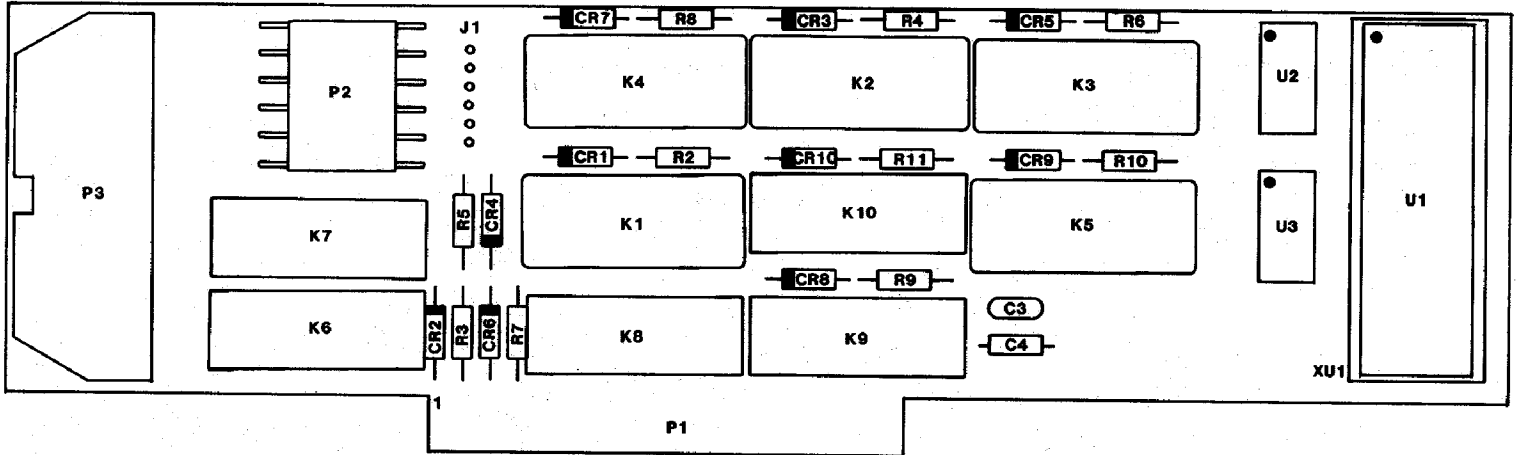 CR7 R8 CR3 R4 CR5 R6
J1
P2 K4 K2 K3 U2
CR1 R2 CR10 R11 CR9 R10
P3 R5 CR4 K1 K10 K5 U3 U1
K7
CR8 R9
K6 CR2 R3 CR6 R7 K8 K9 C3
C4
XU1
1
P1